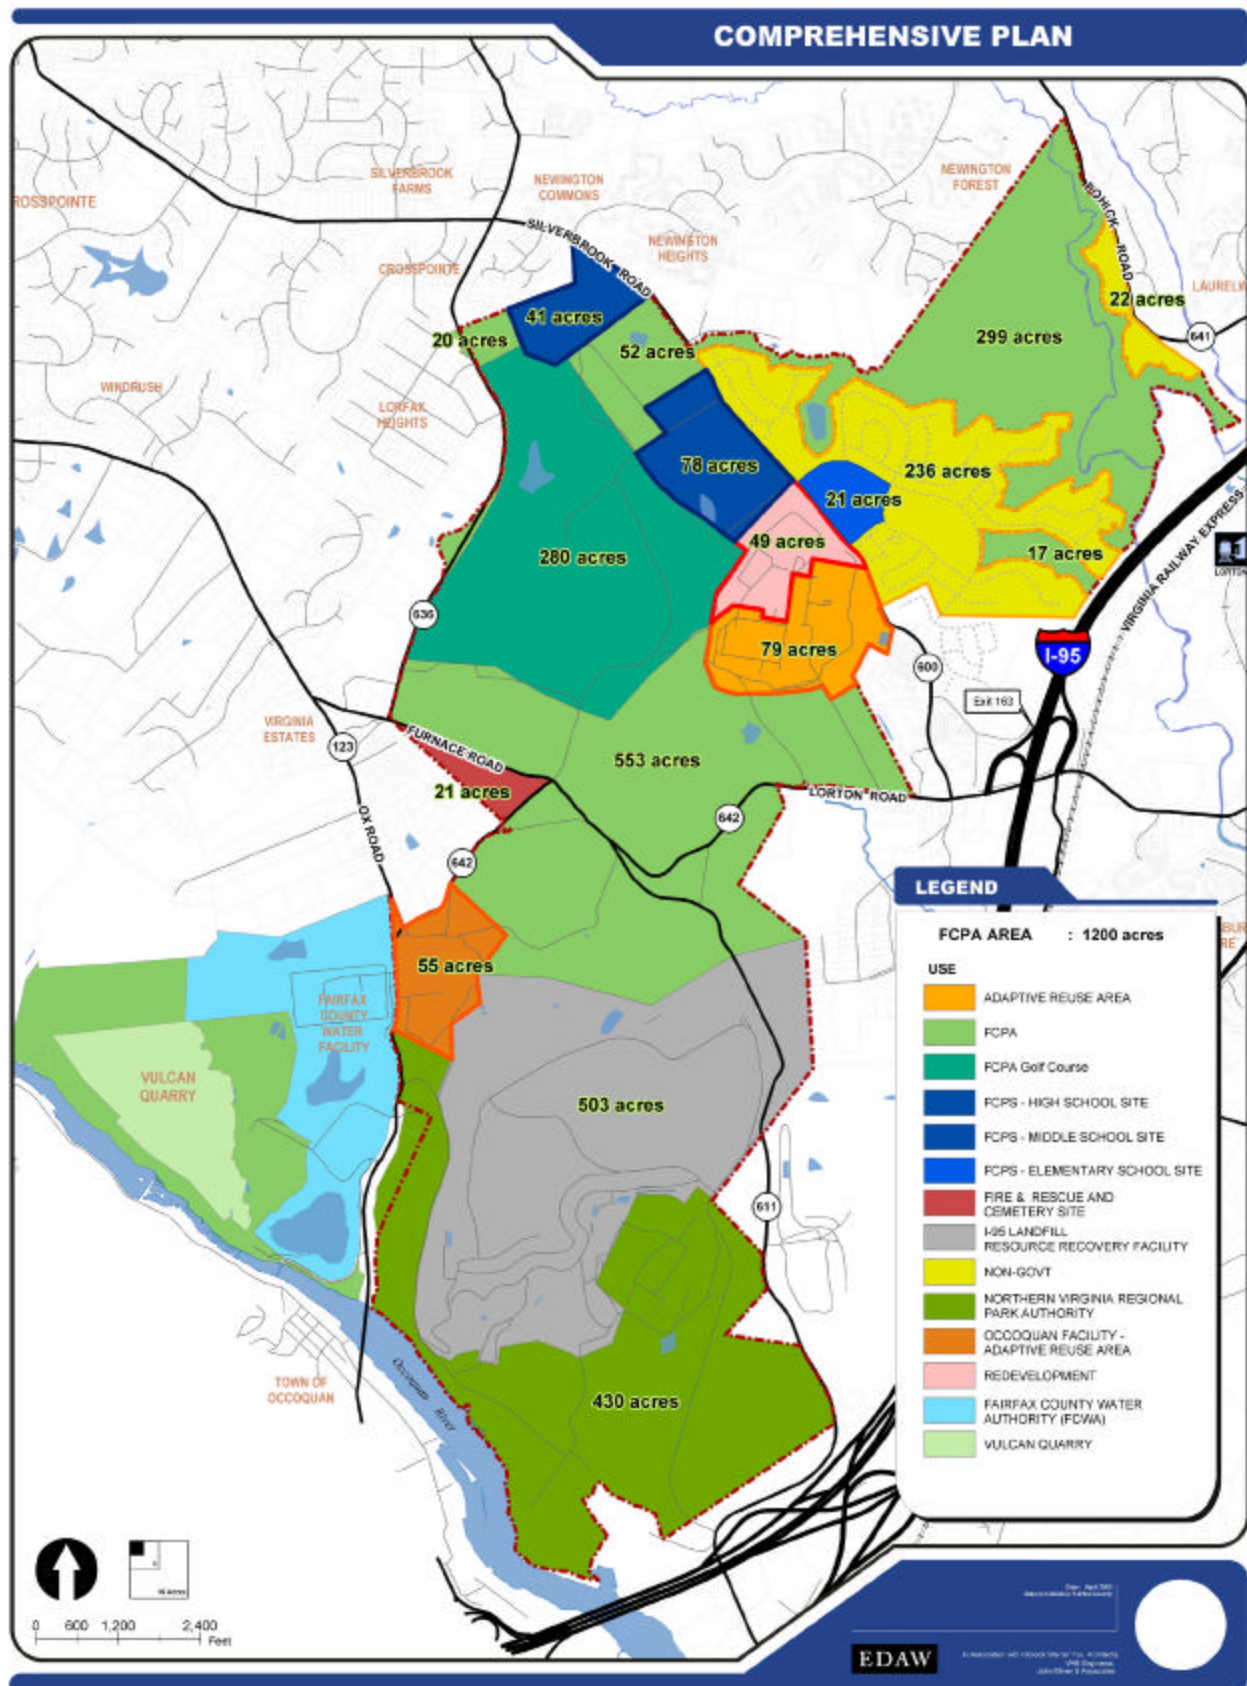 COMPREHENSIVE PLAN
SILVERBROOK
FARMS
NEWINGTON
COMMONS
NEWINGTON
FOREST
ROSSPOINTE
SILVERBROOK ROAD
NEWINGTON
HEIGHTS
POHICK ROAD
CROSSPOINTE
LAURELW
22 acres
41 acres
20 acres
52 acres
299 acres
641
WINDRUSH
LORFAX
HEIGHTS
78 acres
236 acres
21 acres
49 acres
17 acres
280 acres
VIRGINIA RAILWAY EXPRESS
LORTON
636
79 acres
I-95
600
Exit 163
VIRGINIA
ESTATES
123
FURNACE ROAD
553 acres
21 acres
LORTON ROAD
OX ROAD
642
642
55 acres
FAIRFAX
COUNTY
WATER
FACILITY
VULCAN
QUARRY
503 acres
611
TOWN OF
OCCOQUAN
Occoquan River
430 acres
LEGEND
FCPA AREA : 1200 acres
USE
ADAPTIVE REUSE AREA
FCPA
FCPA Golf Course
FCPS - HIGH SCHOOL SITE
FCPS - MIDDLE SCHOOL SITE
FCPS - ELEMENTARY SCHOOL SITE
FIRE & RESCUE AND
CEMETERY SITE
I-95 LANDFILL
RESOURCE RECOVERY FACILITY
NON-GOVT
NORTHERN VIRGINIA REGIONAL
PARK AUTHORITY
OCCOQUAN FACILITY -
ADAPTIVE REUSE AREA
REDEVELOPMENT
FAIRFAX COUNTY WATER
AUTHORITY (FCWA)
VULCAN QUARRY
0 600 1,200 2,400
Feet
EDAW